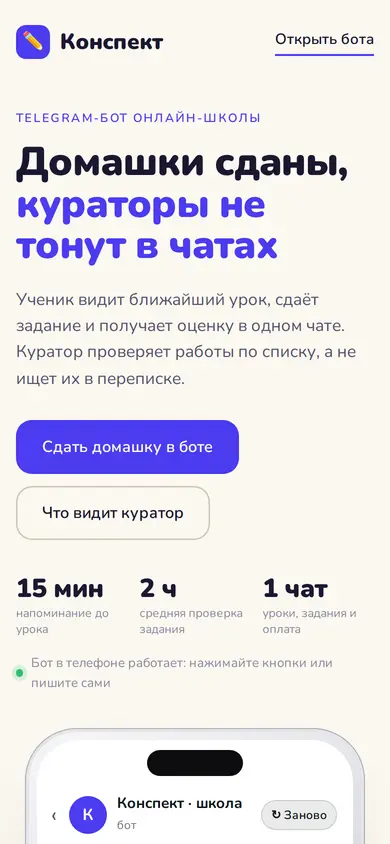 Конспект
Открыть бота
TELEGRAM-БОТ ОНЛАЙН-ШКОЛЫ
Домашки сданы,
кураторы не
тонут в чатах
Ученик видит ближайший урок, сдаёт
задание и получает оценку в одном чате.
Куратор проверяет работы по списку, а не
ищет их в переписке.
Сдать домашку в боте
Что видит куратор
15 мин
напоминание до
урока
2 ч
средняя проверка
задания
1 чат
уроки, задания и
оплата
Бот в телефоне работает: нажимайте кнопки или
пишите сами
‹
К
Конспект · школа
бот
↻ Заново